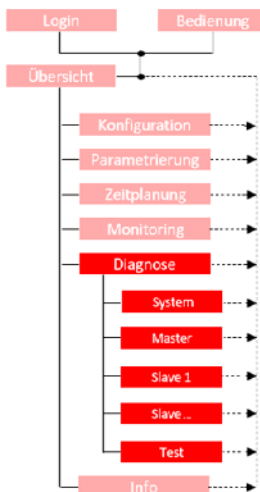 Login
Bedienung
Übersicht
Konfiguration
Parametrierung
Zeitplanung
Monitoring
Diagnose
System
Master
Slave 1
Slave...
Test
Info